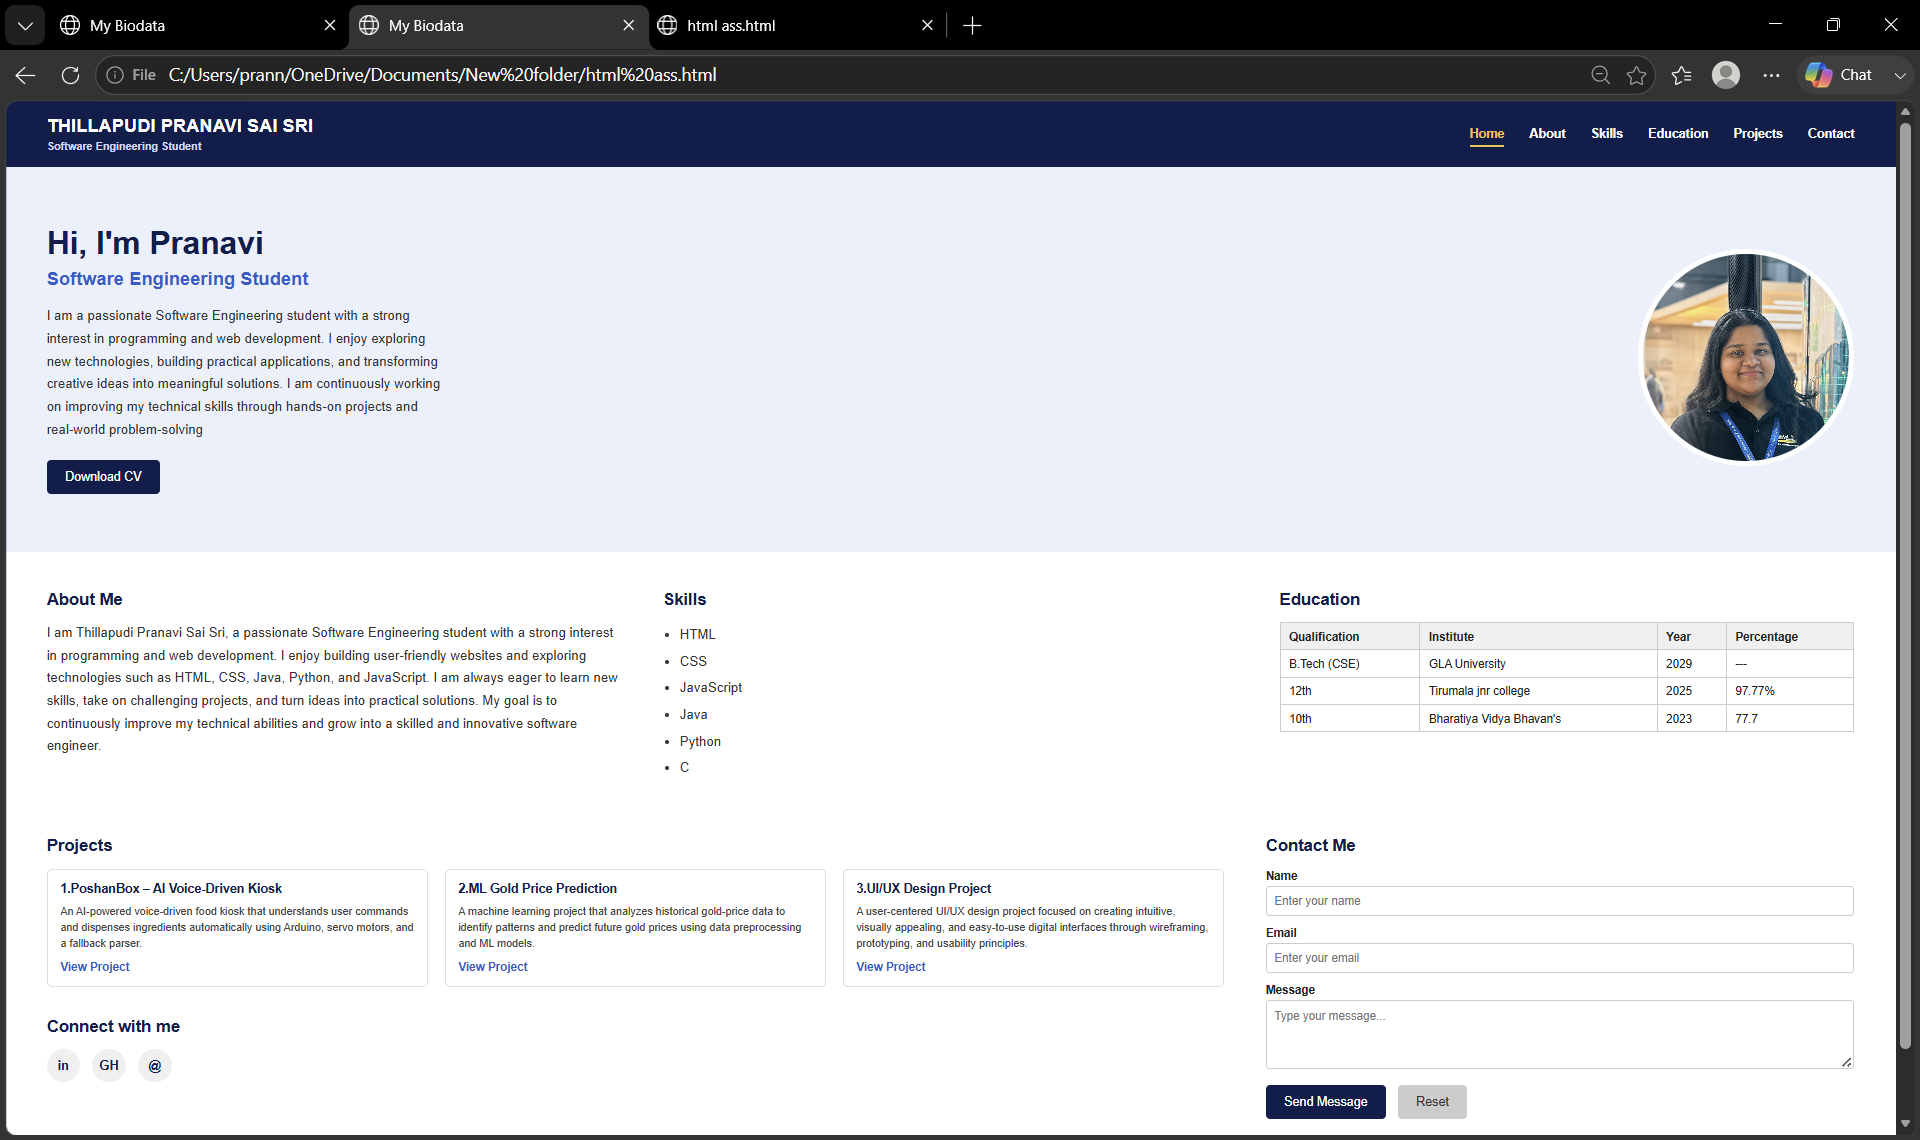 My Biodata
My Biodata
html ass.html
File C:/Users/prann/OneDrive/Documents/New%20folder/html%20ass.html
Chat
THILLAPUDI PRANAVI SAI SRI
Software Engineering Student
Home About Skills Education Projects Contact
Hi, I'm Pranavi
Software Engineering Student
I am a passionate Software Engineering student with a strong
interest in programming and web development. I enjoy exploring
new technologies, building practical applications, and transforming
creative ideas into meaningful solutions. I am continuously working
on improving my technical skills through hands-on projects and
real-world problem-solving
Download CV
About Me
I am Thillapudi Pranavi Sai Sri, a passionate Software Engineering student with a strong interest
in programming and web development. I enjoy building user-friendly websites and exploring
technologies such as HTML, CSS, Java, Python, and JavaScript. I am always eager to learn new
skills, take on challenging projects, and turn ideas into practical solutions. My goal is to
continuously improve my technical abilities and grow into a skilled and innovative software
engineer.
Skills
• HTML
• CSS
• JavaScript
• Java
• Python
• C
Education
Qualification Institute Year Percentage
B.Tech (CSE) GLA University 2029 ---
12th Tirumala jnr college 2025 97.77%
10th Bharatiya Vidya Bhavan's 2023 77.7
Projects
1.PoshanBox – AI Voice-Driven Kiosk
An AI-powered voice-driven food kiosk that understands user commands
and dispenses ingredients automatically using Arduino, servo motors, and
a fallback parser.
View Project
2.ML Gold Price Prediction
A machine learning project that analyzes historical gold-price data to
identify patterns and predict future gold prices using data preprocessing
and ML models.
View Project
3.UI/UX Design Project
A user-centered UI/UX design project focused on creating intuitive,
visually appealing, and easy-to-use digital interfaces through wireframing,
prototyping, and usability principles.
View Project
Connect with me
in GH @
Contact Me
Name
Enter your name
Email
Enter your email
Message
Type your message...
Send Message Reset